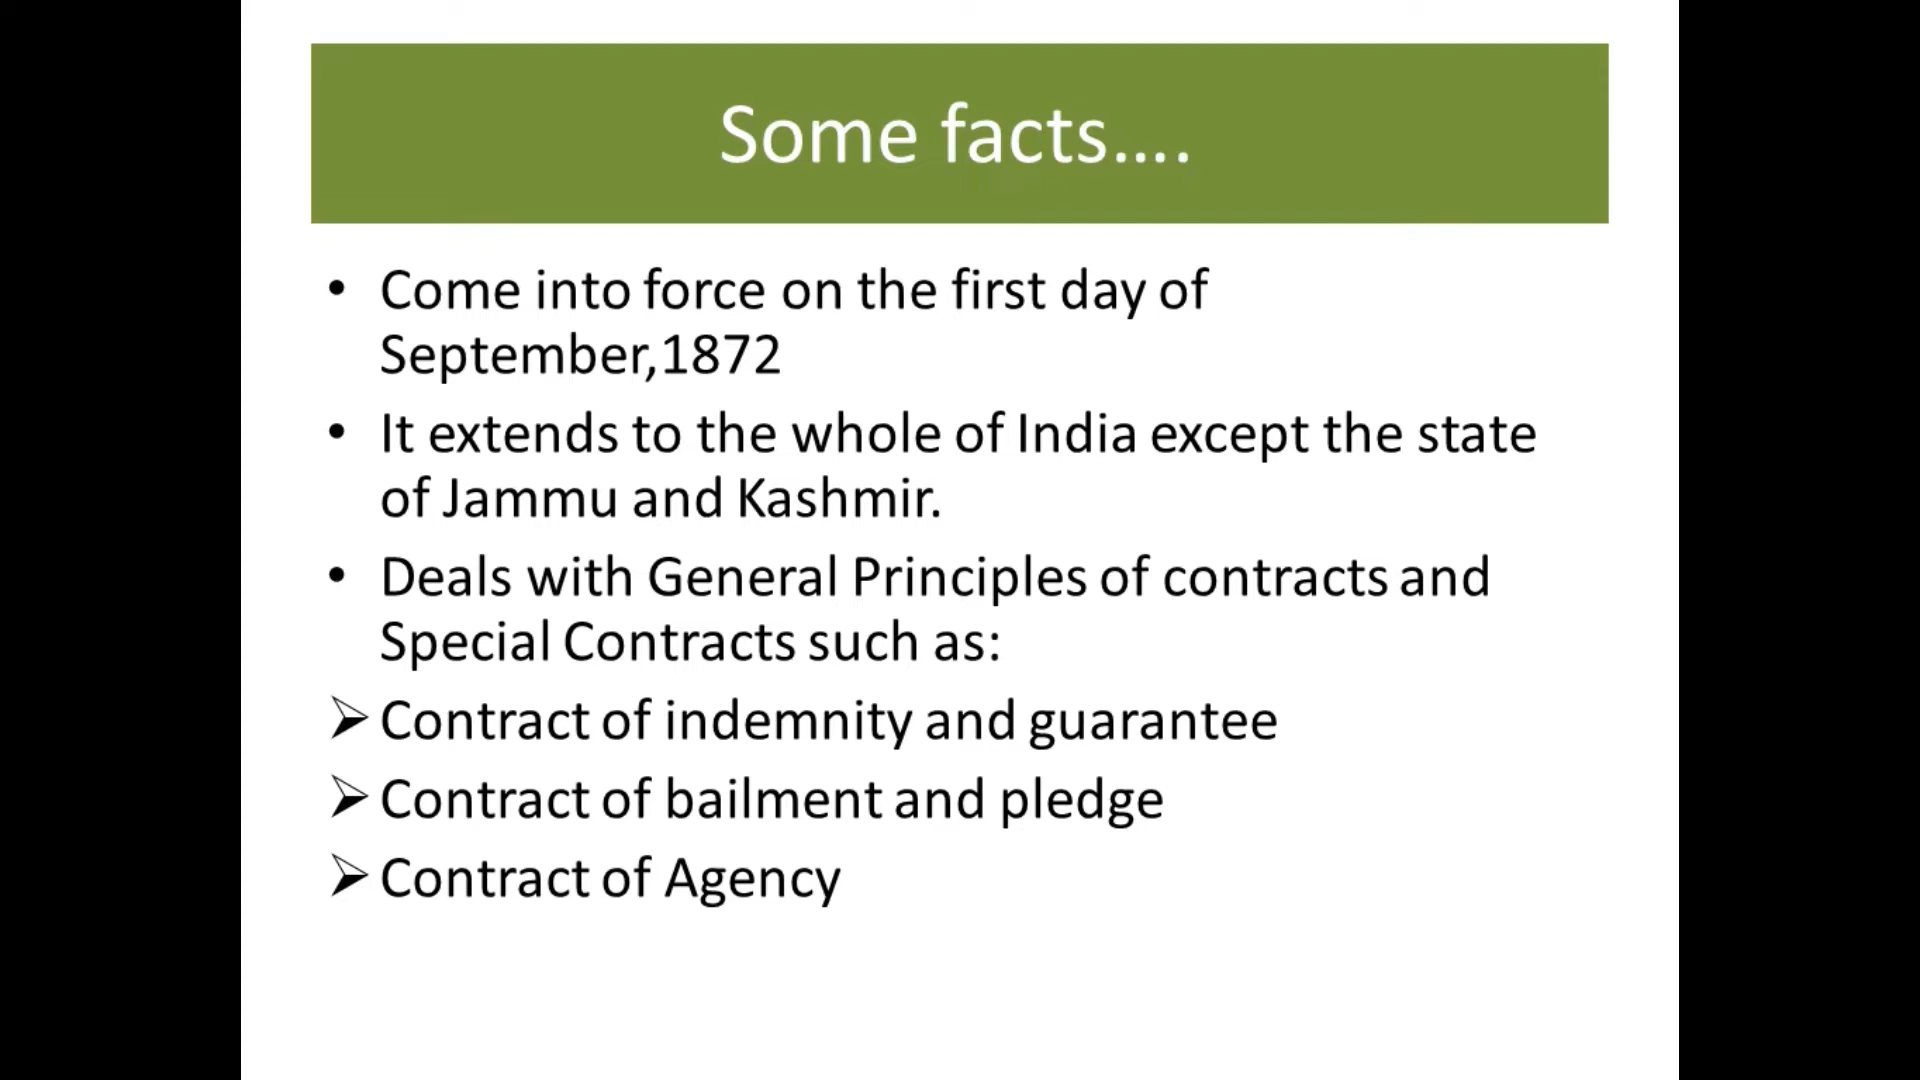 Some facts....
• Come into force on the first day of
September,1872
• It extends to the whole of India except the state
of Jammu and Kashmir.
• Deals with General Principles of contracts and
Special Contracts such as:
➢ Contract of indemnity and guarantee
➢ Contract of bailment and pledge
➢ Contract of Agency